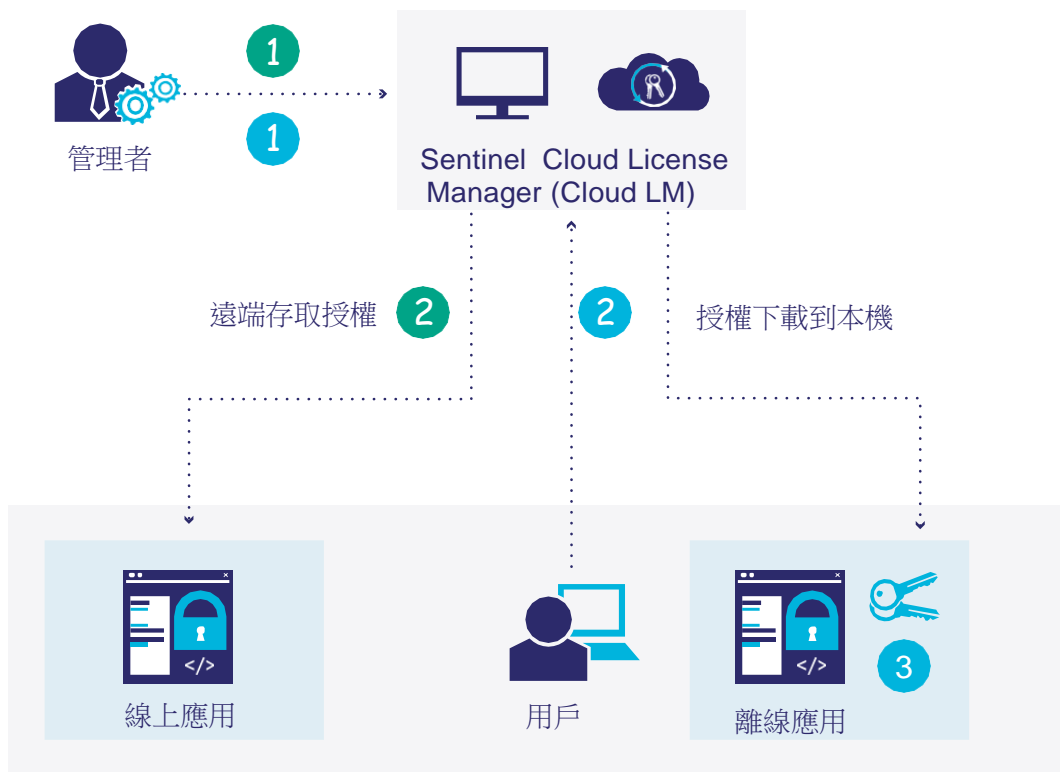 1
1
管理者
Sentinel Cloud License
Manager (Cloud LM)
遠端存取授權
2
2
授權下載到本機
</>
線上應用
用戶
</>
3
離線應用